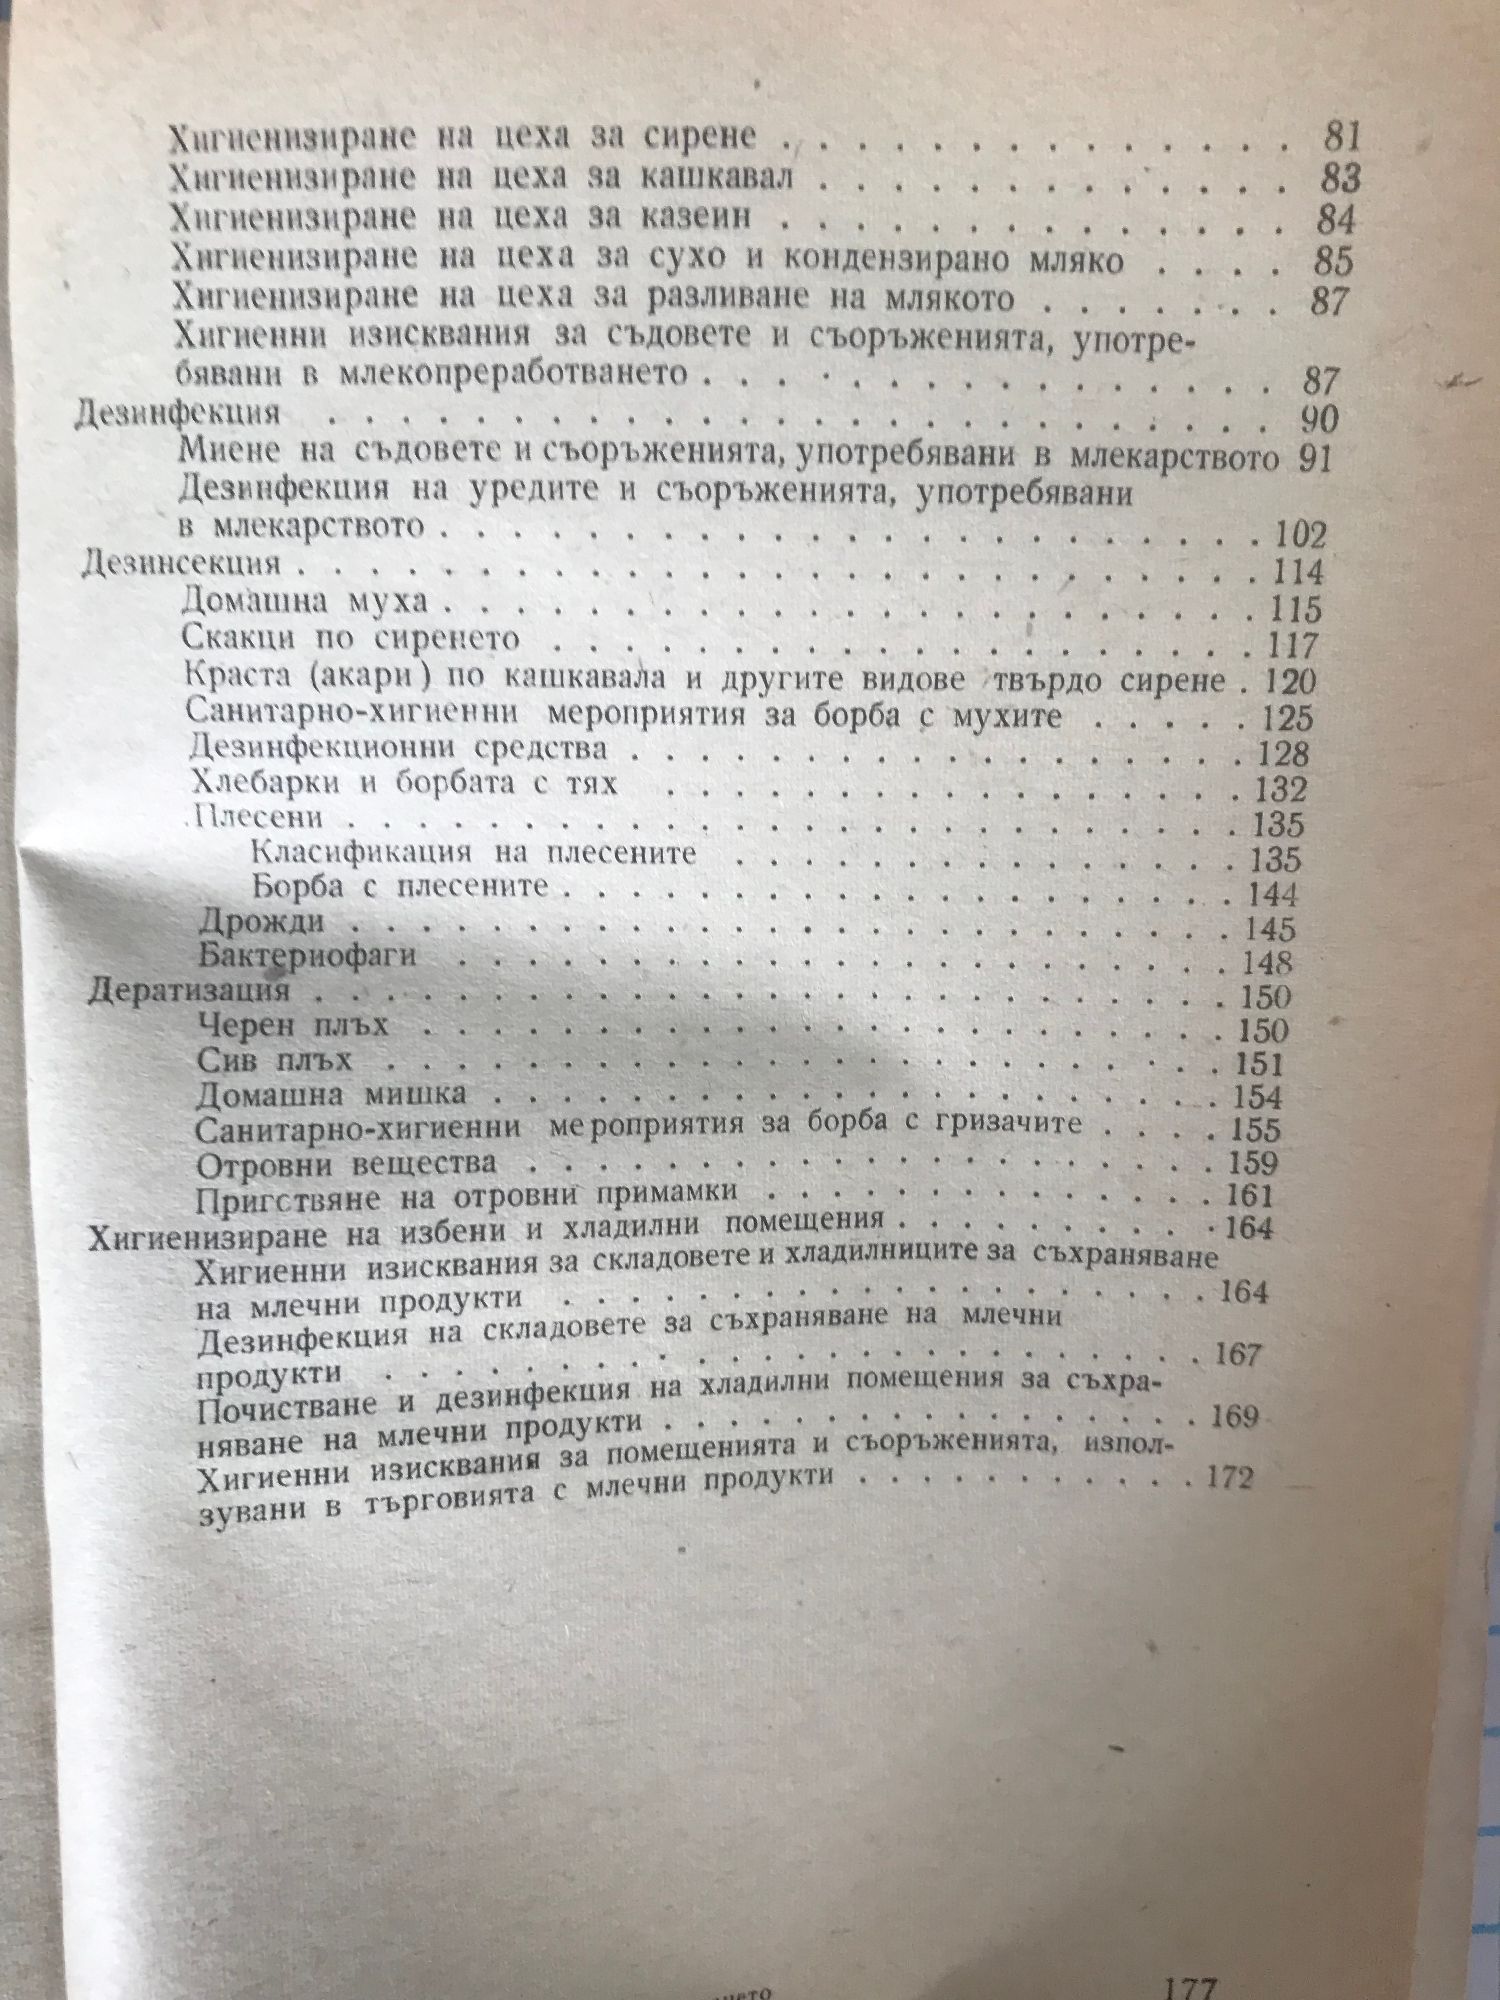 Хигиенизиране на цеха за сирене . . . . . . . . . . . . . . . 81
Хигиенизиране на цеха за кашкавал . . . . . . . . . . . . . . 83
Хигиенизиране на цеха за казеин . . . . . . . . . . . . . . . 84
Хигиенизиране на цеха за сухо и кондензирано мляко . . . . 85
Хигиенизиране на цеха за разливане на млякото . . . . . . . 87
Хигиенни изисквания за съдовете и съоръженията, употре-
бявани в млекопреработването . . . . . . . . . . . . . . . . . 87
Дезинфекция . . . . . . . . . . . . . . . . . . . . . . . . . . 90
Миене на съдовете и съоръженията, употребявани в млекарството 91
Дезинфекция на уредите и съоръженията, употребявани
в млекарството . . . . . . . . . . . . . . . . . . . . . . . . 102
Дезинсекция . . . . . . . . . . . . . . . . . . . . . . . . . . 114
Домашна муха . . . . . . . . . . . . . . . . . . . . . . . . 115
Скакци по сиренето . . . . . . . . . . . . . . . . . . . . . 117
Краста (акари) по кашкавала и другите видове твърдо сирене . 120
Санитарно-хигиенни мероприятия за борба с мухите . . . . . 125
Дезинфекционни средства . . . . . . . . . . . . . . . . . . 128
Хлебарки и борбата с тях . . . . . . . . . . . . . . . . . 132
Плесени . . . . . . . . . . . . . . . . . . . . . . . . . . 135
Класификация на плесените . . . . . . . . . . . . . . . 135
Борба с плесените . . . . . . . . . . . . . . . . . . . . 144
Дрожди . . . . . . . . . . . . . . . . . . . . . . . . . . 145
Бактериофаги . . . . . . . . . . . . . . . . . . . . . . . 148
Дератизация . . . . . . . . . . . . . . . . . . . . . . . . . . 150
Черен плъх . . . . . . . . . . . . . . . . . . . . . . . . 150
Сив плъх . . . . . . . . . . . . . . . . . . . . . . . . . 151
Домашна мишка . . . . . . . . . . . . . . . . . . . . . . 154
Санитарно-хигиенни мероприятия за борба с гризачите . . . . 155
Отровни вещества . . . . . . . . . . . . . . . . . . . . . 159
Пригстляне на отровни примамки . . . . . . . . . . . . . . 161
Хигиенизиране на избени и хладилни помещения . . . . . . . . . . 164
Хигиенни изисквания за складовете и хладилниците за съхраняване
на млечни продукти . . . . . . . . . . . . . . . . . . . 164
Дезинфекция на складовете за съхраняване на млечни
продукти . . . . . . . . . . . . . . . . . . . . . . . . 167
Почистване и дезинфекция на хладилни помещения за съхра-
няване на млечни продукти . . . . . . . . . . . . . . . . 169
Хигиенни изисквания за помещенията и съоръженията, изпол-
зувани в търговията с млечни продукти . . . . . . . . . . . 172
177